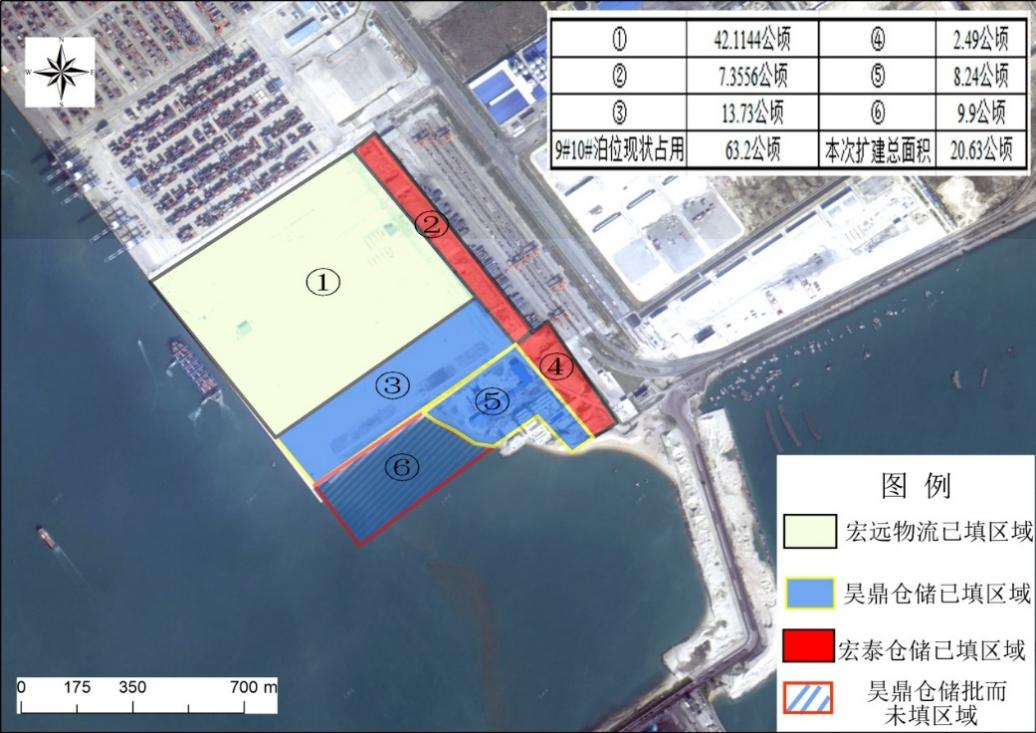 N
W E
S
① 42.1144公顷 ④ 2.49公顷
② 7.3556公顷 ⑤ 8.24公顷
③ 13.73公顷 ⑥ 9.9公顷
9#10#泊位现状占用 63.2公顷 本次扩建总面积 20.63公顷
②
①
④
③
⑤
⑥
图 例
宏远物流已填区域
昊鼎仓储已填区域
宏泰仓储已填区域
昊鼎仓储批而
未填区域
0 175 350 700 m